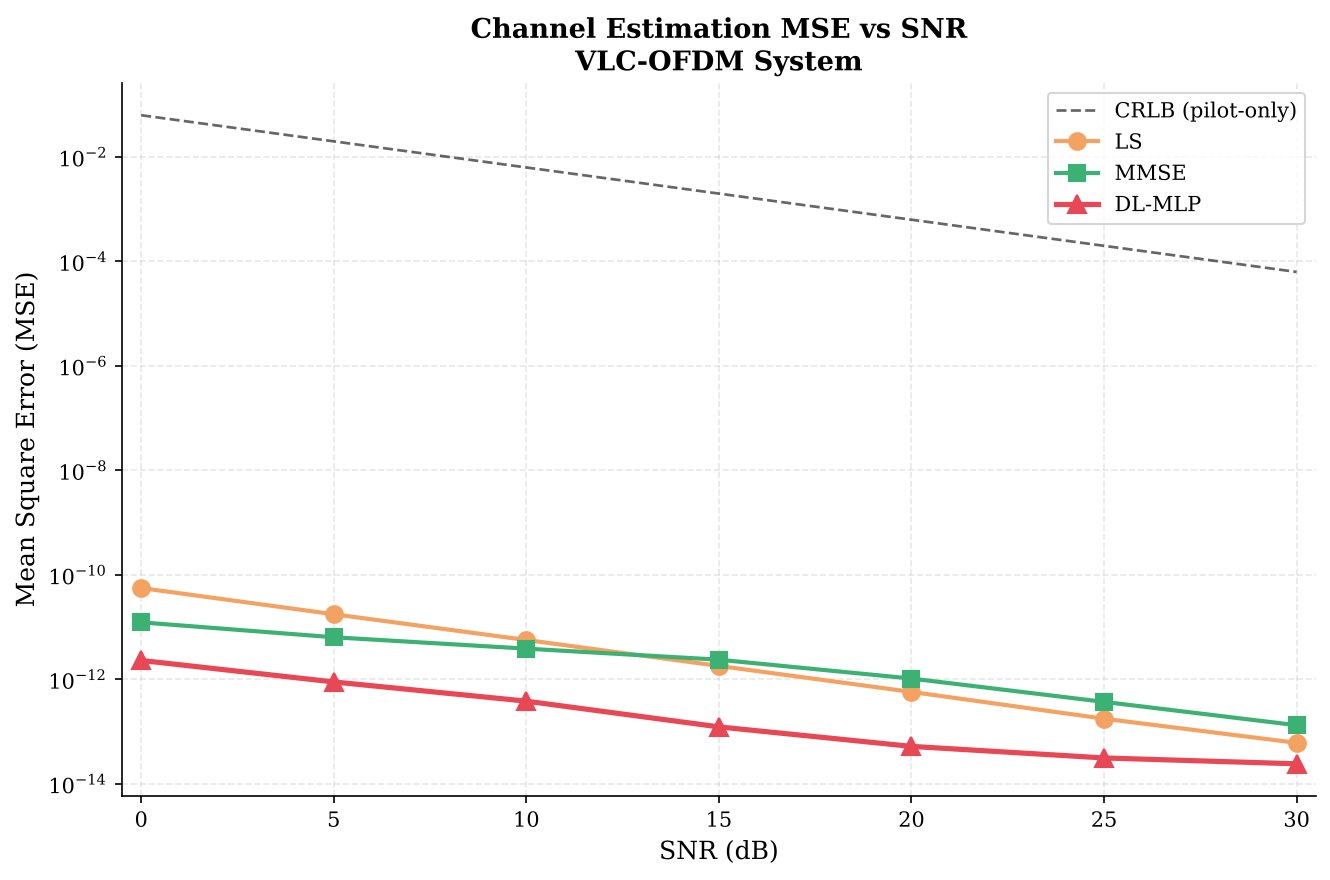 Channel Estimation MSE vs SNR
VLC-OFDM System
CRLB (pilot-only)
LS
MMSE
DL-MLP
Mean Square Error (MSE)
10⁻²
10⁻⁴
10⁻⁶
10⁻⁸
10⁻¹⁰
10⁻¹²
10⁻¹⁴
0 5 10 15 20 25 30
SNR (dB)